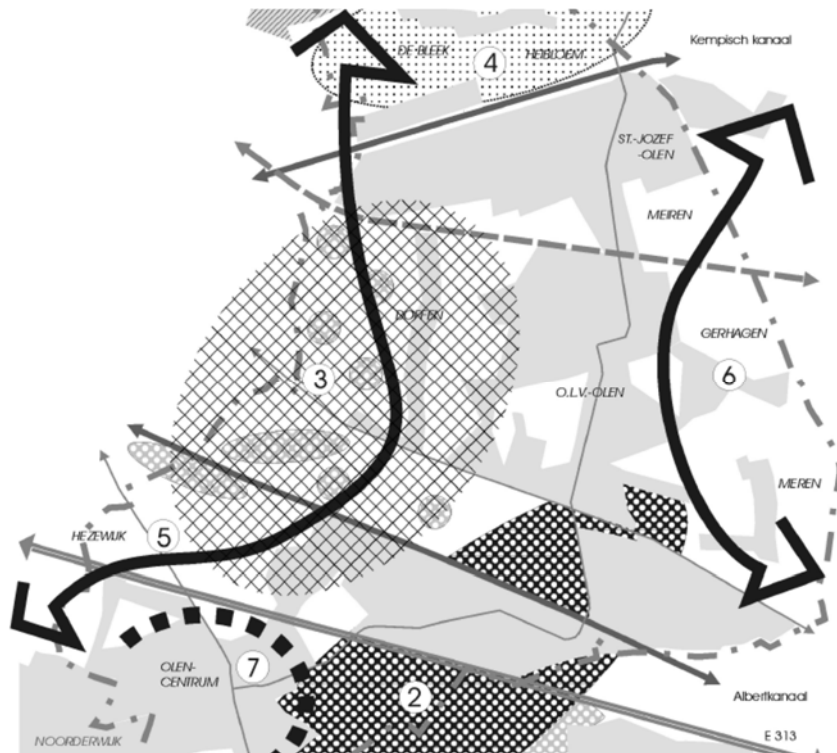 Kempisch kanaal
DE BLEEK
HEIBLOEM
4
ST.-JOZEF
-OLEN
MEIREN
BOFFEN
GERHAGEN
3
6
O.L.V.-OLEN
MEREN
HEZEWIJK
5
OLEN-
CENTRUM
7
2
Albertkanaal
E 313
NOORDERWIJK